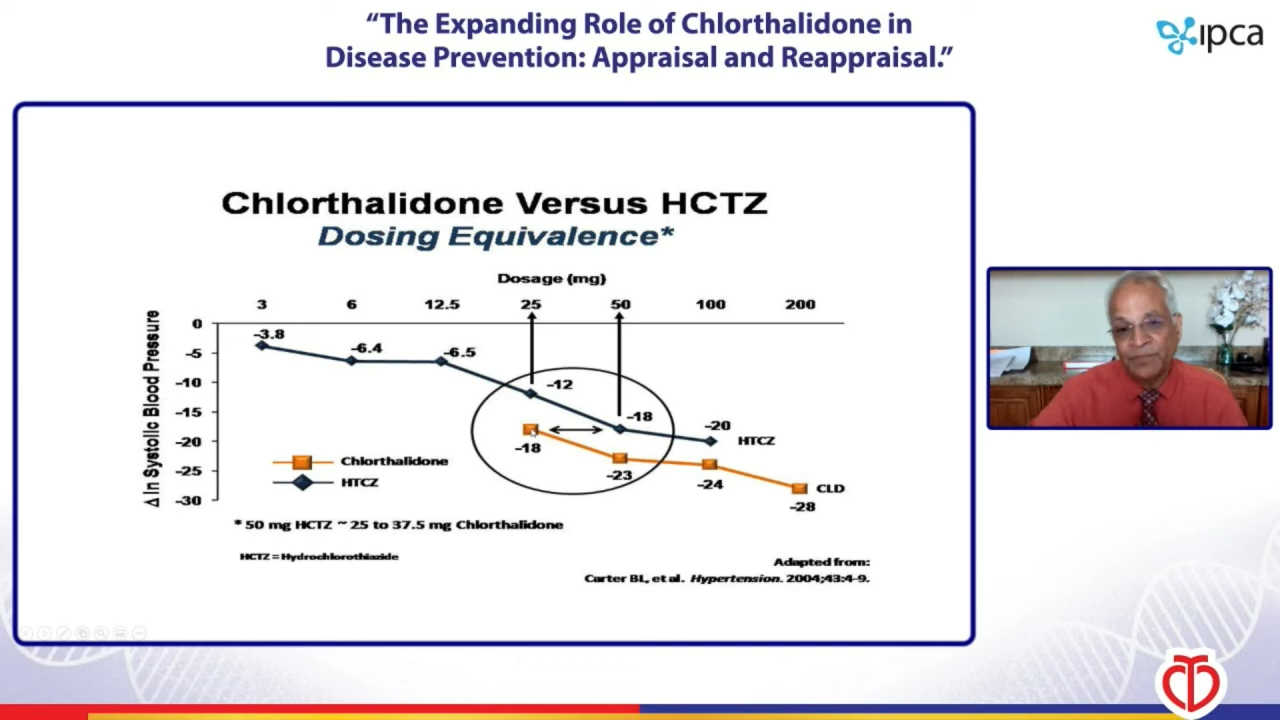 “The Expanding Role of Chlorthalidone in
Disease Prevention: Appraisal and Reappraisal.”
ipca
Chlorthalidone Versus HCTZ
Dosing Equivalence*
Dosage (mg)
3 6 12.5 25 50 100 200
Δ In Systolic Blood Pressure
0
-5
-10
-15
-20
-25
-30
-3.8
-6.4
-6.5
-12
-18
-20
HTCZ
-18
-23
-24
-28
CLD
Chlorthalidone
HTCZ
* 50 mg HCTZ ~ 25 to 37.5 mg Chlorthalidone
HCTZ = Hydrochlorothiazide
Adapted from:
Carter BL, et al. Hypertension. 2004;43:4-9.